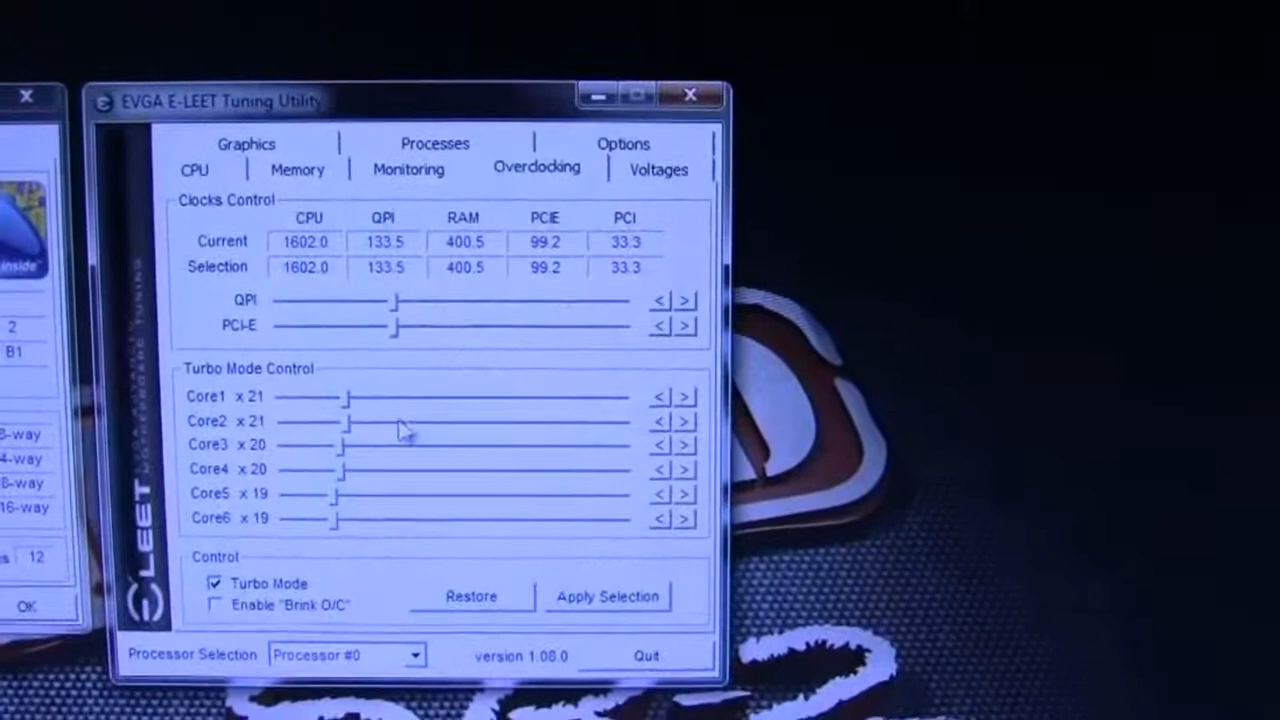 EVGA E-LEET Tuning Utility
Graphics Processes Options
CPU Memory Monitoring Overclocking Voltages
Clocks Control
CPU QPI RAM PCIE PCI
Current 1602.0 133.5 400.5 99.2 33.3
Selection 1602.0 133.5 400.5 99.2 33.3
QPI < >
PCI-E < >
Turbo Mode Control
Core1 x 21 < >
Core2 x 21 < >
Core3 x 20 < >
Core4 x 20 < >
Core5 x 19 < >
Core6 x 19 < >
Control
Turbo Mode
Enable "Brink O/C"
Restore Apply Selection
Processor Selection Processor #0 version 1.08.0 Quit
LEET
inside™
2
B1
8-way
4-way
8-way
16-way
12
OK